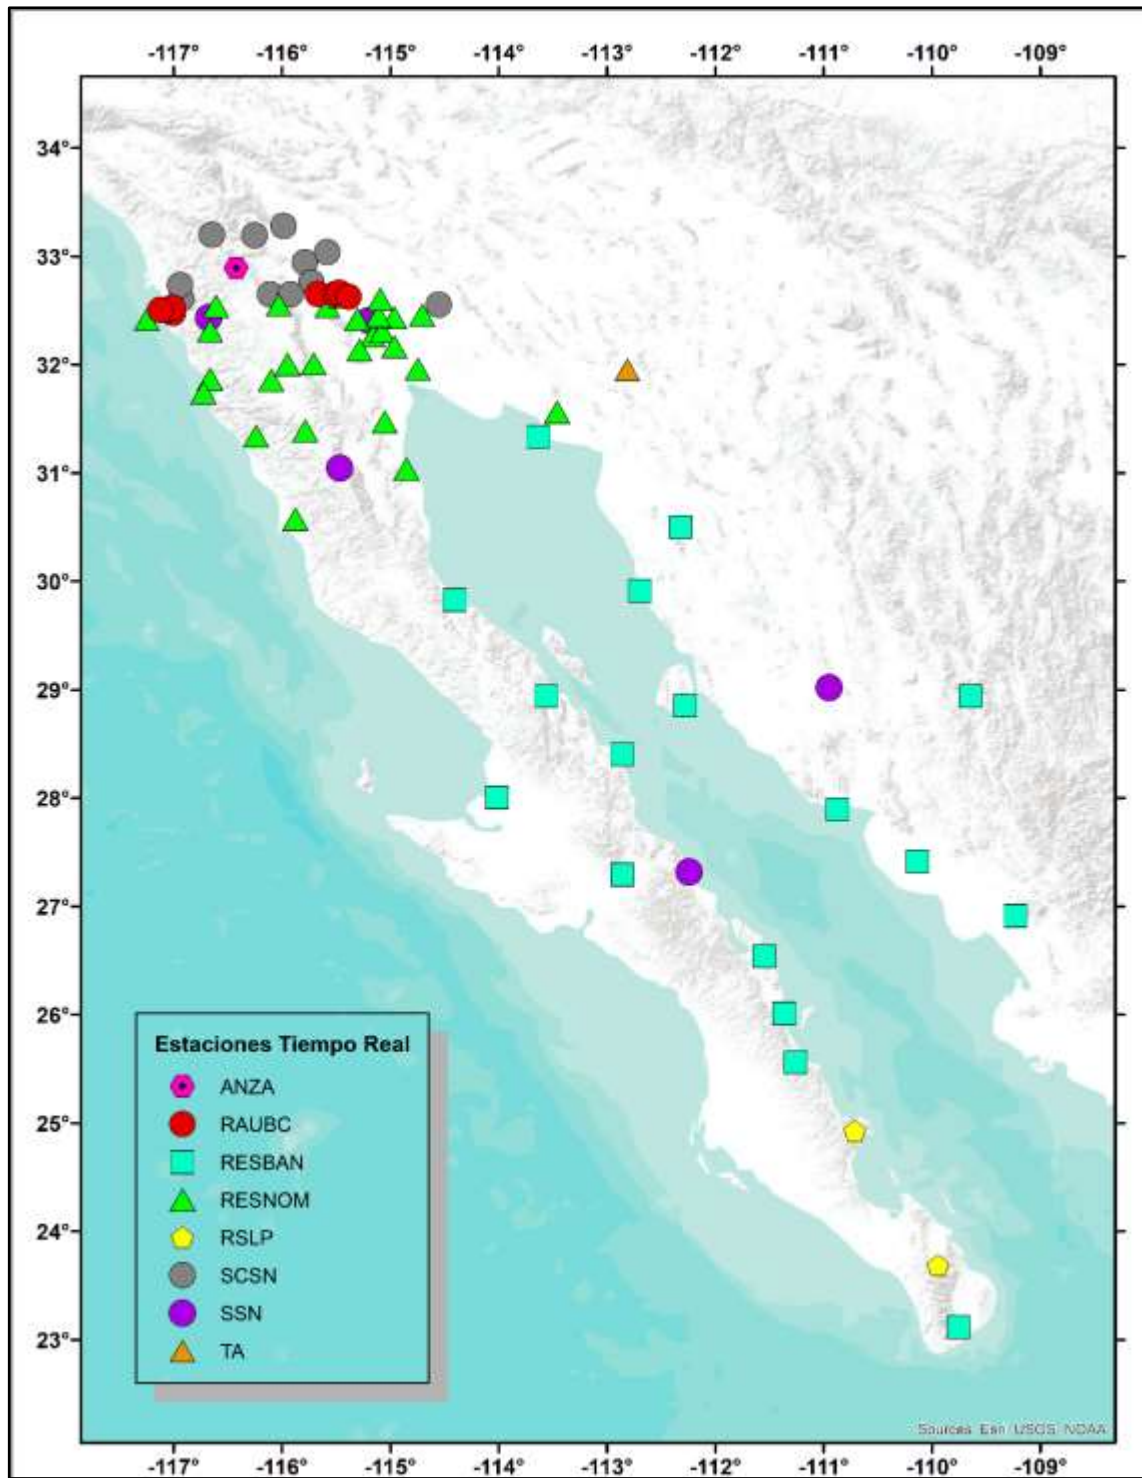 -117° -116° -115° -114° -113° -112° -111° -110° -109°
34°
33°
32°
31°
30°
29°
28°
27°
26°
25°
24°
23°
Estaciones Tiempo Real
ANZA
RAUBC
RESBAN
RESNOM
RSLP
SCSN
SSN
TA
Sources: Esri, USGS, NOAA
-117° -116° -115° -114° -113° -112° -111° -110° -109°